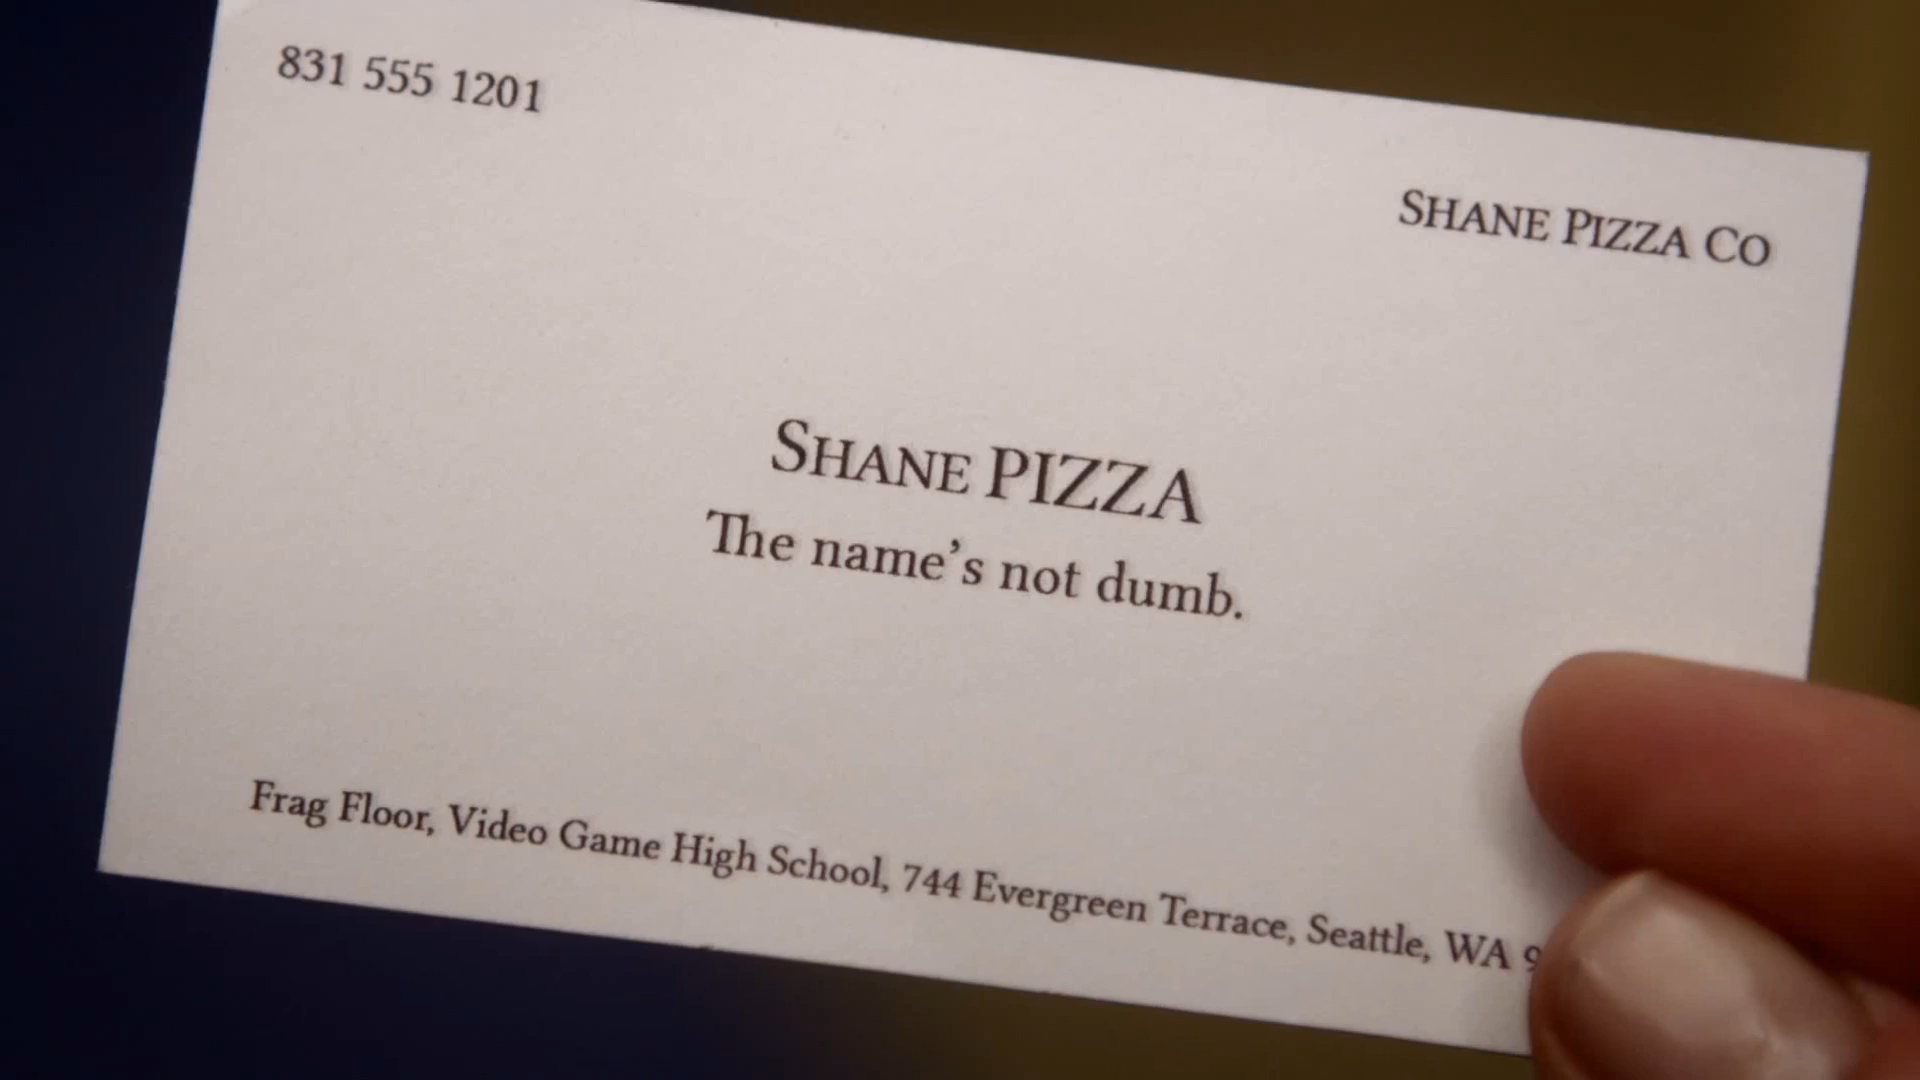 831 555 1201
SHANE PIZZA CO
SHANE PIZZA
The name's not dumb.
Frag Floor, Video Game High School, 744 Evergreen Terrace, Seattle, WA 9